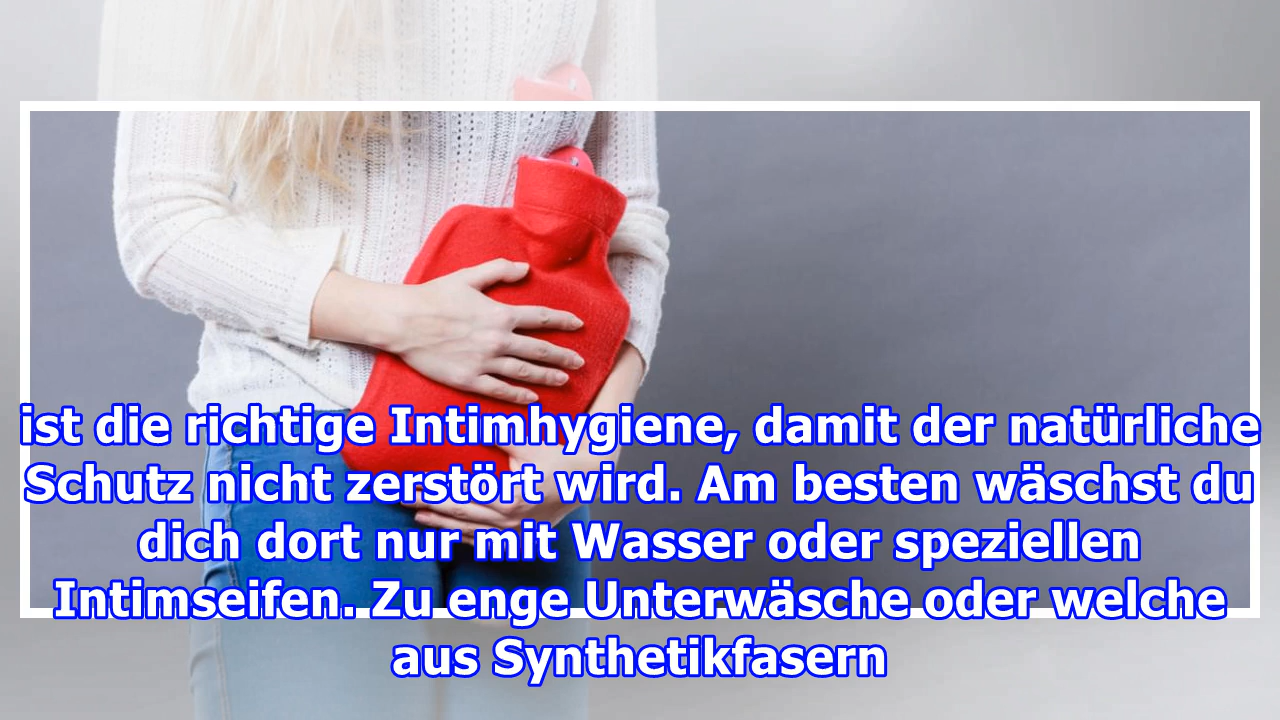 ist die richtige Intimhygiene, damit der natürliche
Schutz nicht zerstört wird. Am besten wäschst du
dich dort nur mit Wasser oder speziellen
Intimseifen. Zu enge Unterwäsche oder welche
aus Synthetikfasern